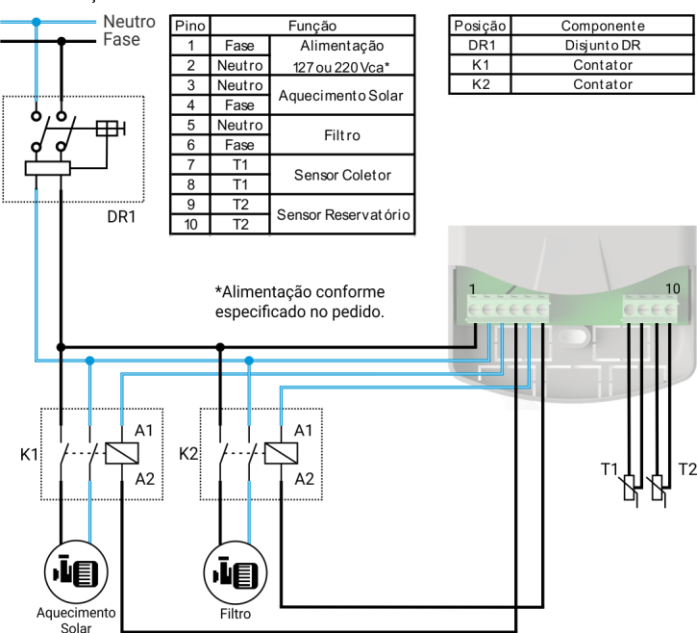 Neutro
Fase
Pino Função
1 Fase Alimentação
2 Neutro 127 ou 220 Vca*
3 Neutro Aquecimento Solar
4 Fase
5 Neutro Filtro
6 Fase
7 T1 Sensor Coletor
8 T1
9 T2 Sensor Reservatório
10 T2
Posição Componente
DR1 Disjunto DR
K1 Contator
K2 Contator
DR1
*Alimentação conforme
especificado no pedido.
1 10
K1 A1 A2
K2 A1 A2
T1 T2
Aquecimento
Solar
Filtro